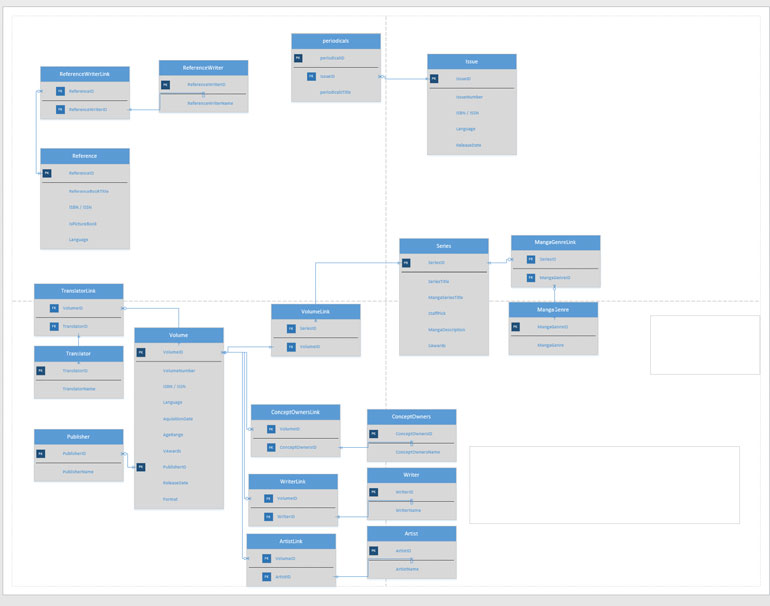 ReferenceWriterLink
FK ReferenceID
FK ReferenceWriterID
ReferenceWriter
PK ReferenceWriterID
ReferenceWriterName
periodicals
PK periodicalID
FK IssueID
periodicalTitle
Issue
PK IssueID
IssueNumber
ISBN / ISSN
Language
ReleaseDate
Reference
PK ReferenceID
ReferenceBookTitle
ISBN / ISSN
IsPictureBook
Language
Series
PK SeriesID
SeriesTitle
MangaSeriesTitle
StaffPick
MangaDescription
SAwards
MangaGenreLink
FK SeriesID
FK MangaGenreID
MangaGenre
PK MangaGenreID
MangaGenre
TranslatorLink
FK VolumeID
FK TranslatorID
Translator
PK TranslatorID
TranslatorName
Publisher
PK PublisherID
PublisherName
Volume
PK VolumeID
VolumeNumber
ISBN / ISSN
Language
AquisitionDate
AgeRange
VAwards
PublisherID
ReleaseDate
Format
VolumeLink
FK SeriesID
FK VolumeID
ConceptOwnersLink
VolumeID
ConceptOwnersID
ConceptOwners
PK ConceptOwnersID
ConceptOwnersName
WriterLink
FK VolumeID
FK WriterID
Writer
PK WriterID
WriterName
ArtistLink
FK VolumeID
FK ArtistID
Artist
PK ArtistID
ArtistName